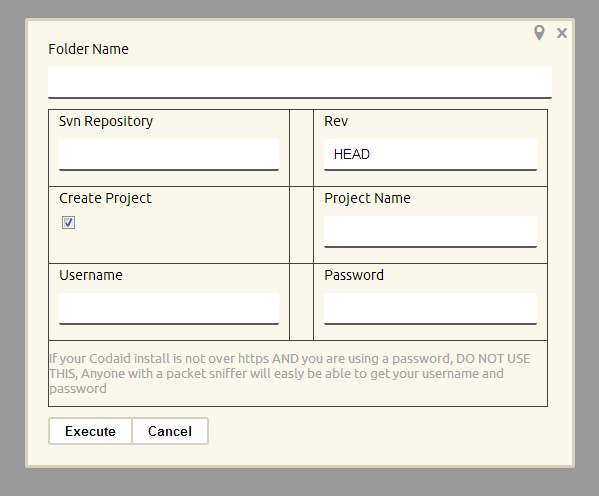 Folder Name
Svn Repository
Rev
HEAD
Create Project
Project Name
Username
Password
If your Codaid install is not over https AND you are using a password, DO NOT USE
THIS, Anyone with a packet sniffer will easly be able to get your username and
password
Execute
Cancel